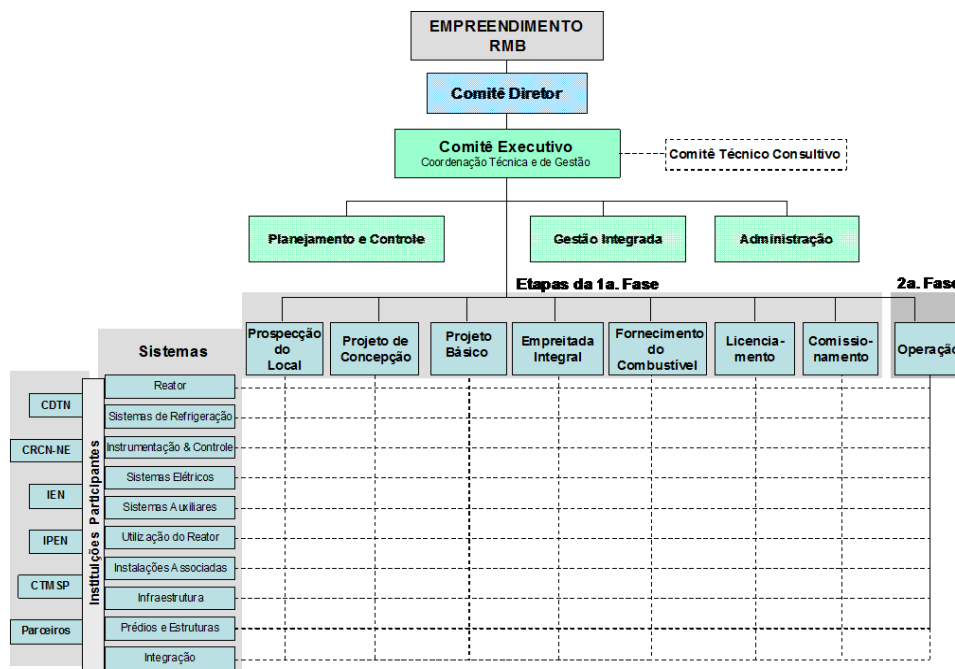 EMPREENDIMENTO
RMB
Comitê Diretor
Comitê Executivo
Coordenação Técnica e de Gestão
Comitê Técnico Consultivo
Planejamento e Controle
Gestão Integrada
Administração
Etapas da 1a. Fase
2a. Fase
Sistemas
Prospecção
do
Local
Projeto de
Concepção
Projeto
Básico
Empreitada
Integral
Fornecimento
do
Combustível
Licencia-
mento
Comissio-
namento
Operação
Instituições Participantes
CDTN
CRCN-NE
IEN
IPEN
CTMSP
Parceiros
Reator
Sistemas de Refrigeração
Instrumentação & Controle
Sistemas Elétricos
Sistemas Auxiliares
Utilização do Reator
Instalações Associadas
Infraestrutura
Prédios e Estruturas
Integração